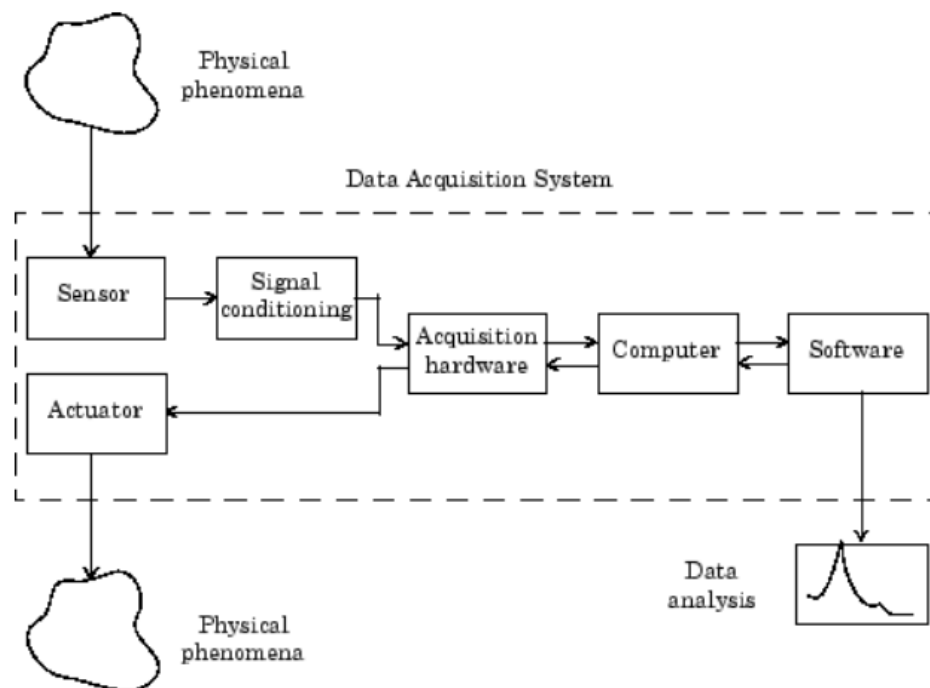 Physical
phenomena
Data Acquisition System
Sensor
Signal
conditioning
Acquisition
hardware
Computer
Software
Actuator
Data
analysis
Physical
phenomena